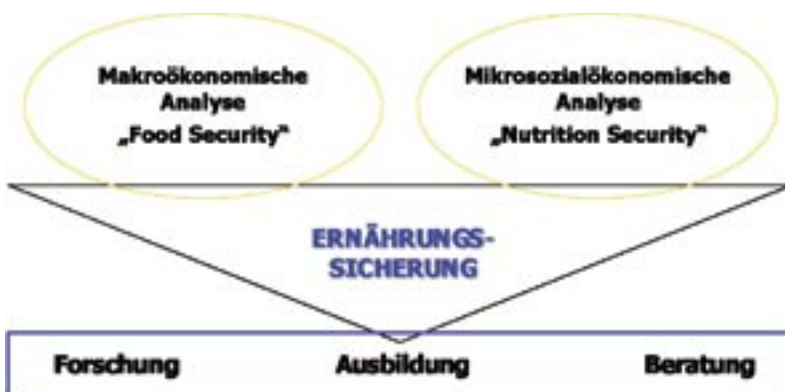 Makroökonomische
Analyse
„Food Security“
Mikrosozialökonomische
Analyse
„Nutrition Security“
ERNÄHRUNGS-
SICHERUNG
Forschung Ausbildung Beratung